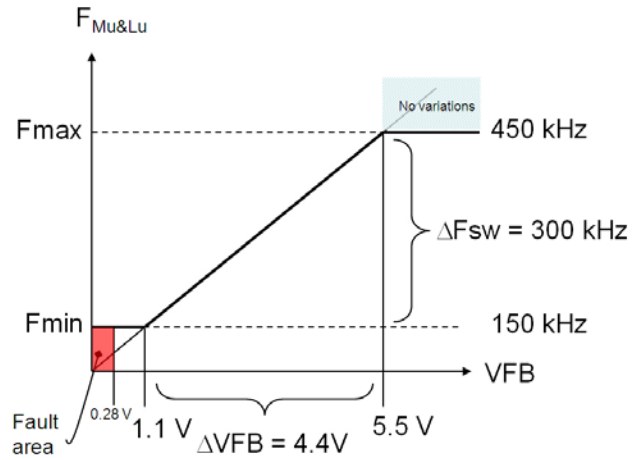 F Mu&Lu
No variations
Fmax
450 kHz
ΔFsw = 300 kHz
Fmin
150 kHz
VFB
Fault
area
0.28 V
1.1 V
ΔVFB = 4.4V
5.5 V